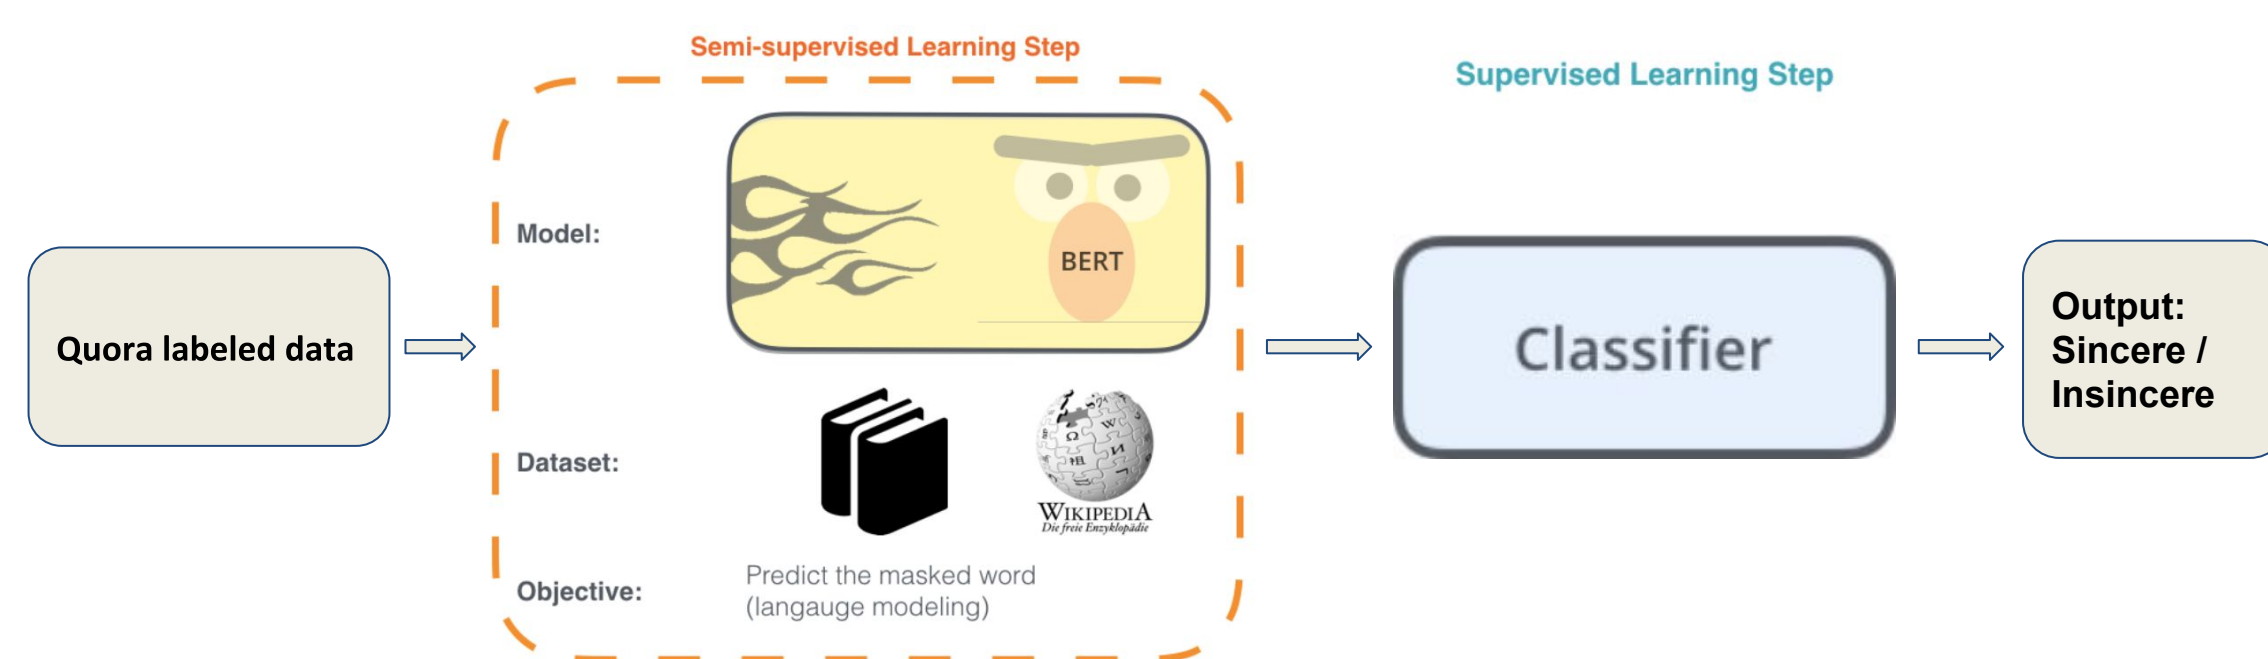 Semi-supervised Learning Step
Supervised Learning Step
Quora labeled data
Model:
BERT
Dataset:
Ω
W
祖
И
WIKIPEDIA
Die freie Enzyklopädie
Objective:
Predict the masked word
(langauge modeling)
Classifier
Output:
Sincere /
Insincere